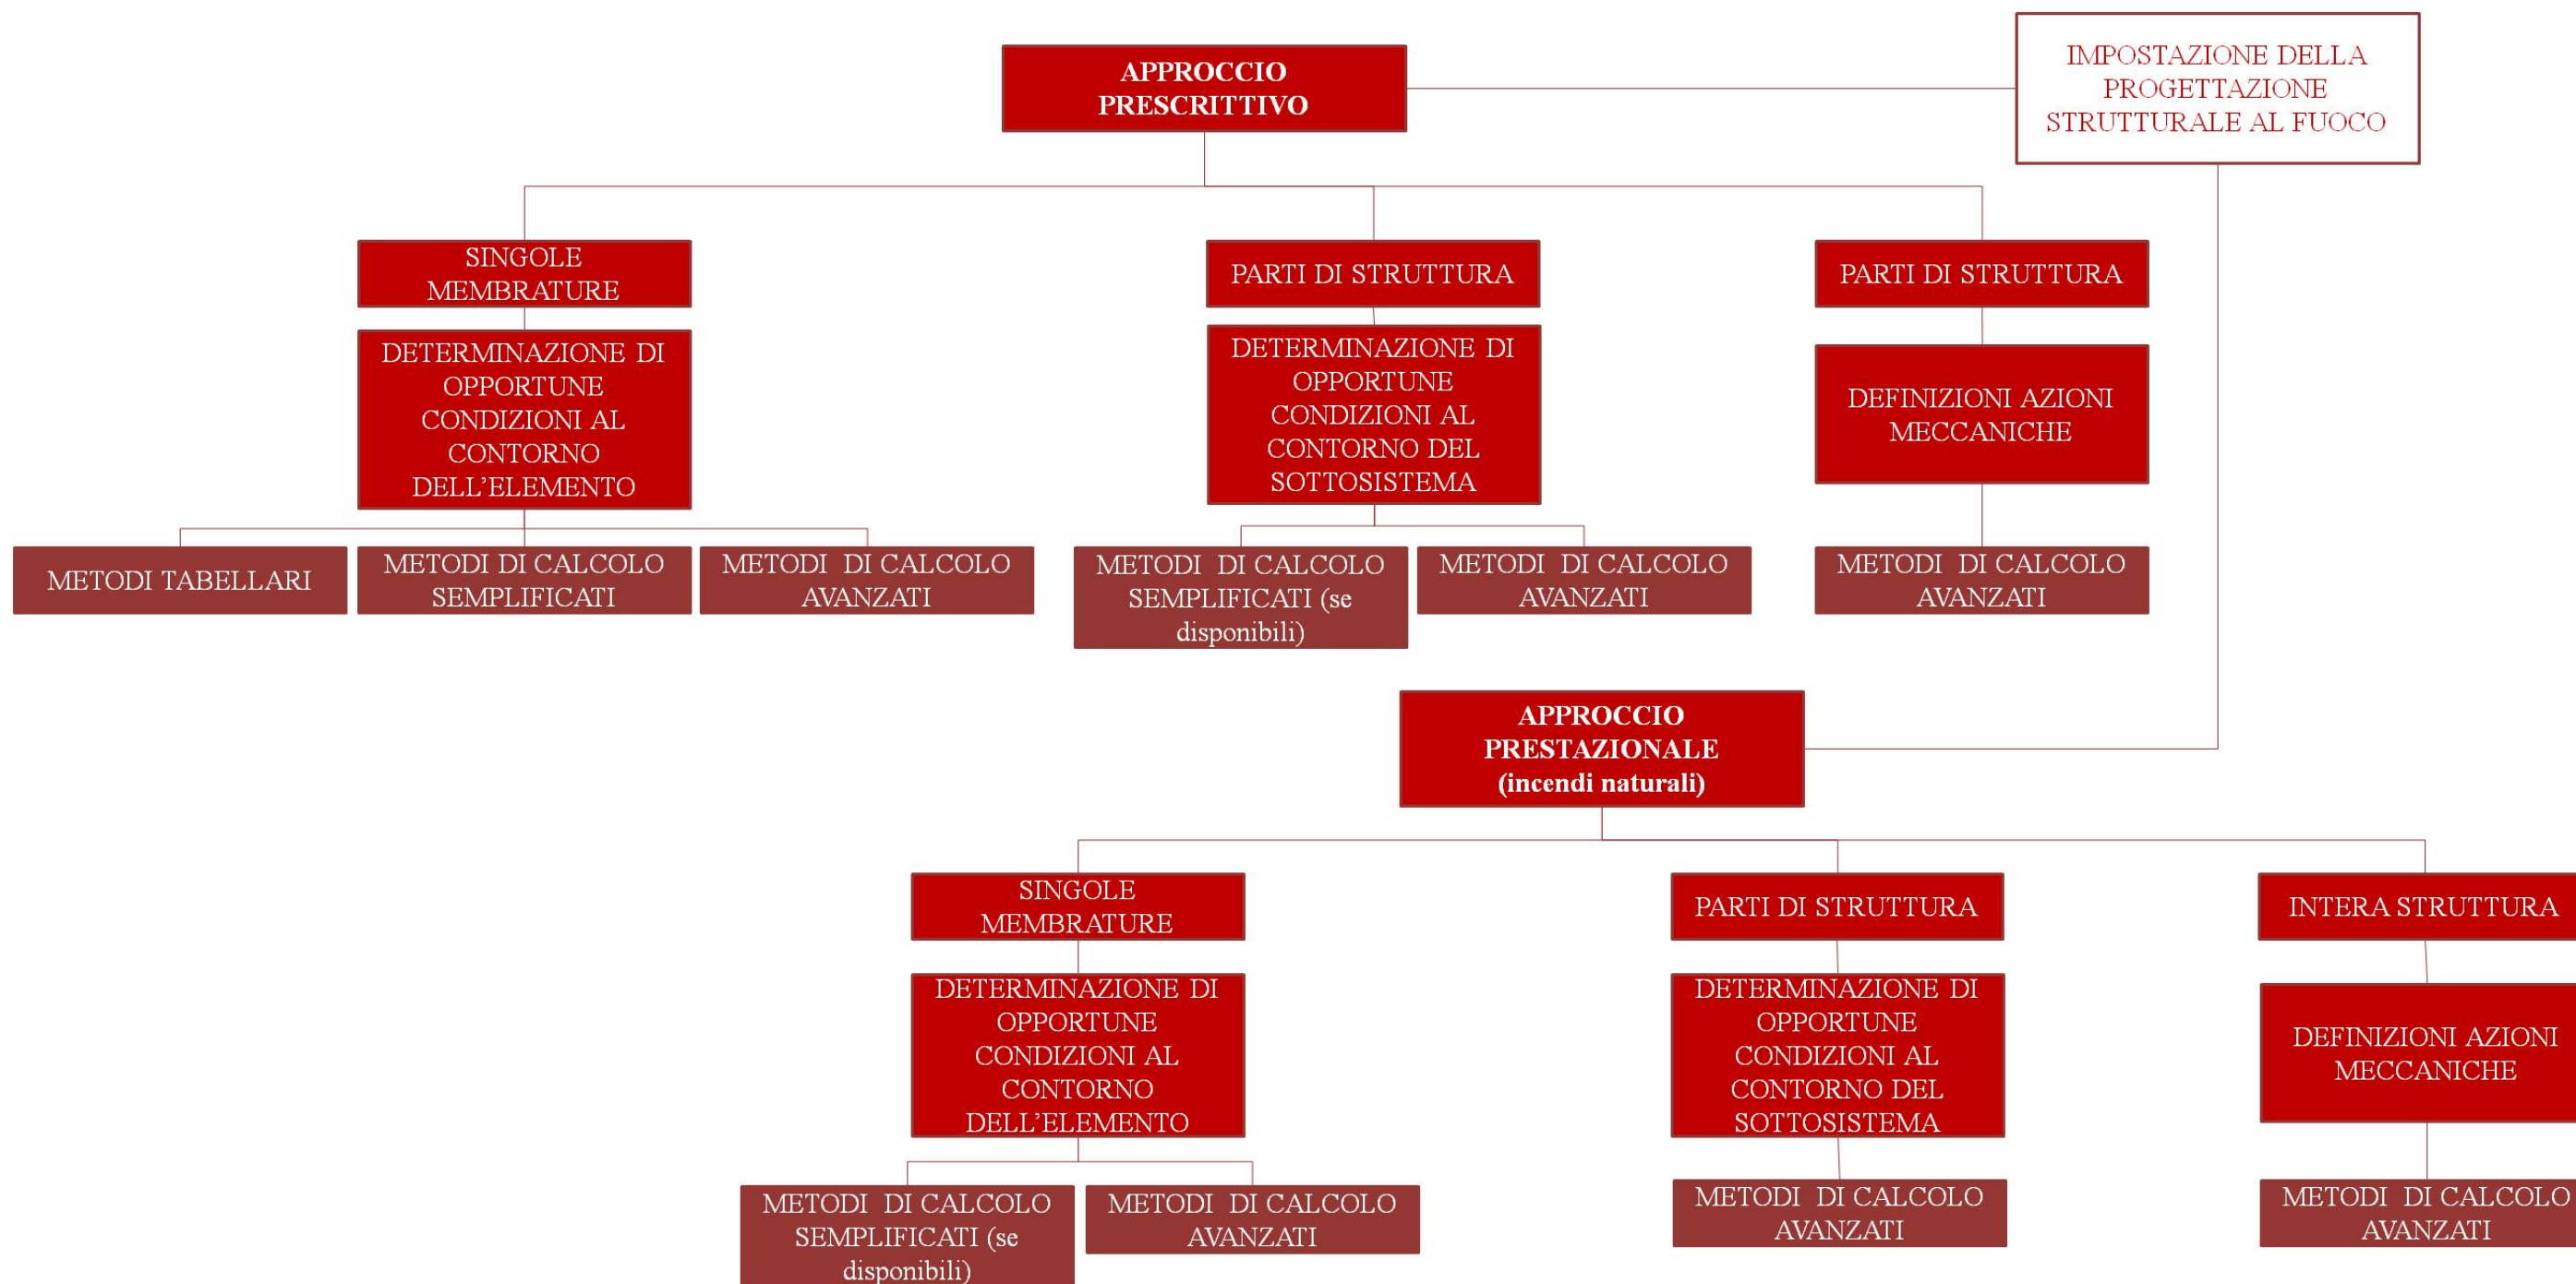 IMPOSTAZIONE DELLA
PROGETTAZIONE
STRUTTURALE AL FUOCO
APPROCCIO
PRESCRITTIVO
SINGOLE
MEMBRATURE
DETERMINAZIONE DI
OPPORTUNE
CONDIZIONI AL
CONTORNO
DELL'ELEMENTO
METODI TABELLARI
METODI DI CALCOLO
SEMPLIFICATI
METODI DI CALCOLO
AVANZATI
PARTI DI STRUTTURA
DETERMINAZIONE DI
OPPORTUNE
CONDIZIONI AL
CONTORNO DEL
SOTTOSISTEMA
METODI DI CALCOLO
SEMPLIFICATI (se
disponibili)
METODI DI CALCOLO
AVANZATI
PARTI DI STRUTTURA
DEFINIZIONI AZIONI
MECCANICHE
METODI DI CALCOLO
AVANZATI
APPROCCIO
PRESTAZIONALE
(incendi naturali)
SINGOLE
MEMBRATURE
DETERMINAZIONE DI
OPPORTUNE
CONDIZIONI AL
CONTORNO
DELL'ELEMENTO
METODI DI CALCOLO
SEMPLIFICATI (se
disponibili)
METODI DI CALCOLO
AVANZATI
PARTI DI STRUTTURA
DETERMINAZIONE DI
OPPORTUNE
CONDIZIONI AL
CONTORNO DEL
SOTTOSISTEMA
METODI DI CALCOLO
AVANZATI
INTERA STRUTTURA
DEFINIZIONI AZIONI
MECCANICHE
METODI DI CALCOLO
AVANZATI